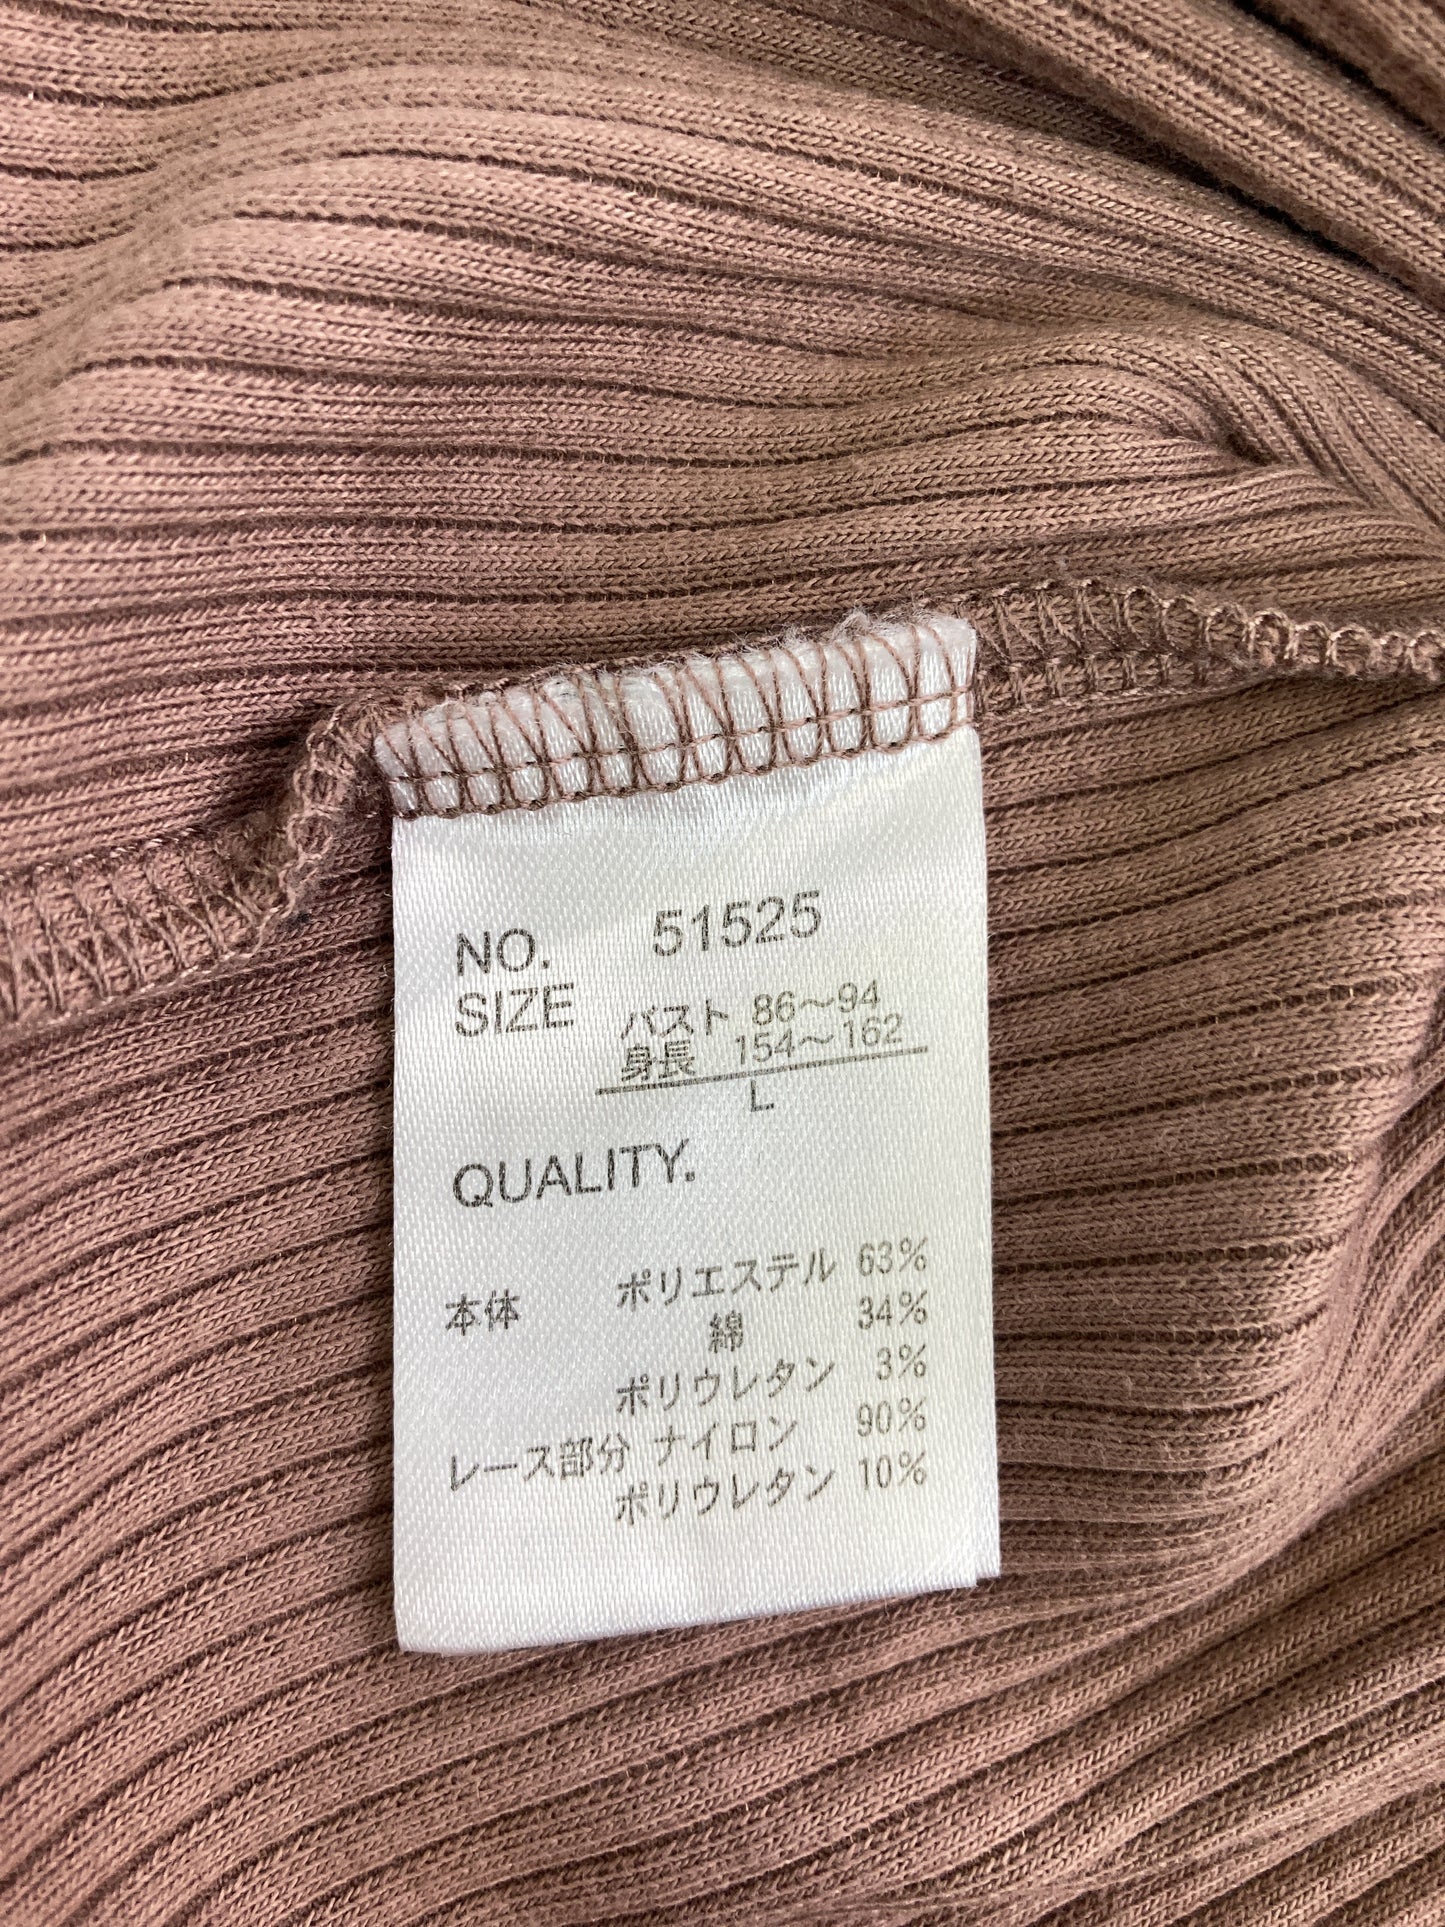 NO. 51525
SIZE バスト 86～94
身長 154～162
L
QUALITY.
本体 ポリエステル 63%
綿 34%
ポリウレタン 3%
レース部分 ナイロン 90%
ポリウレタン 10%